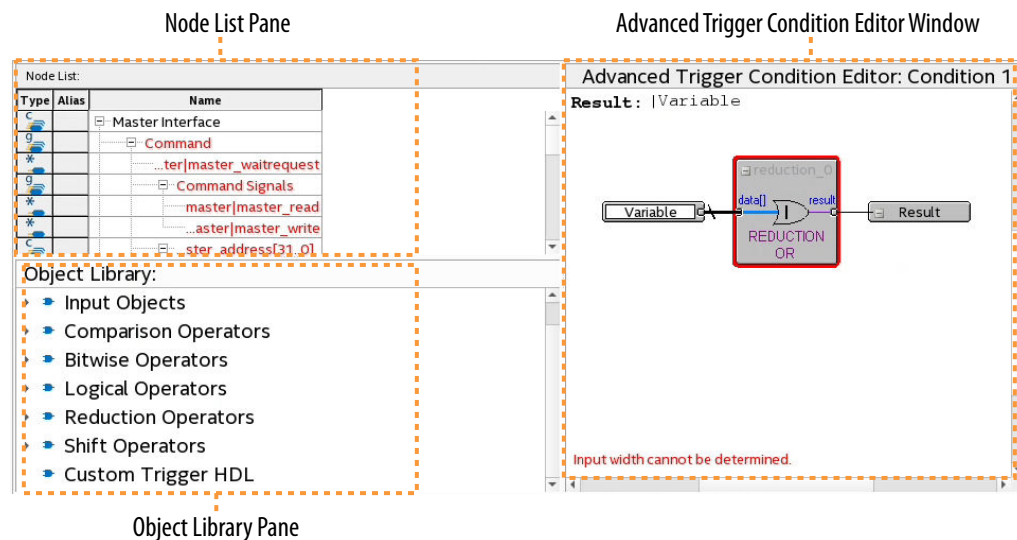 Node List Pane
Advanced Trigger Condition Editor Window
Node List:
Type Alias Name
C
Master Interface
g
Command
*
...ter|master_waitrequest
g
Command Signals
*
master|master_read
*
...aster|master_write
C
...ster_address[31..0]
Object Library:
Input Objects
Comparison Operators
Bitwise Operators
Logical Operators
Reduction Operators
Shift Operators
Custom Trigger HDL
Object Library Pane
Advanced Trigger Condition Editor: Condition 1
Result: |Variable
reduction_0
Variable
data[]
result
Result
REDUCTION
OR
Input width cannot be determined.